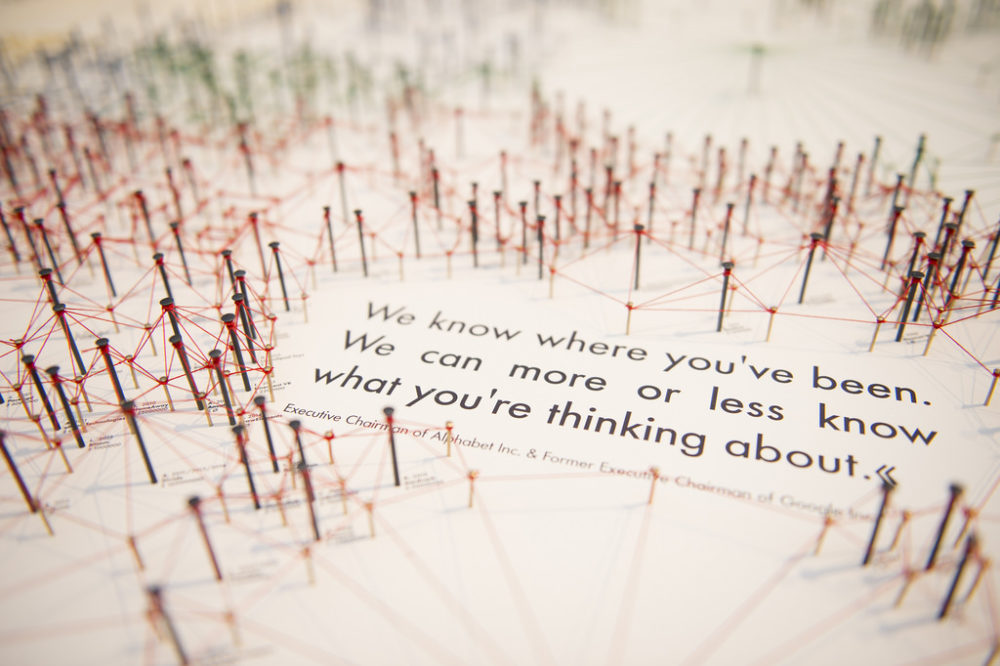 We know where you've been.
We can more or less know
what you're thinking about.«
Executive Chairman of Alphabet Inc. & Former Executive Chairman of Google Inc.